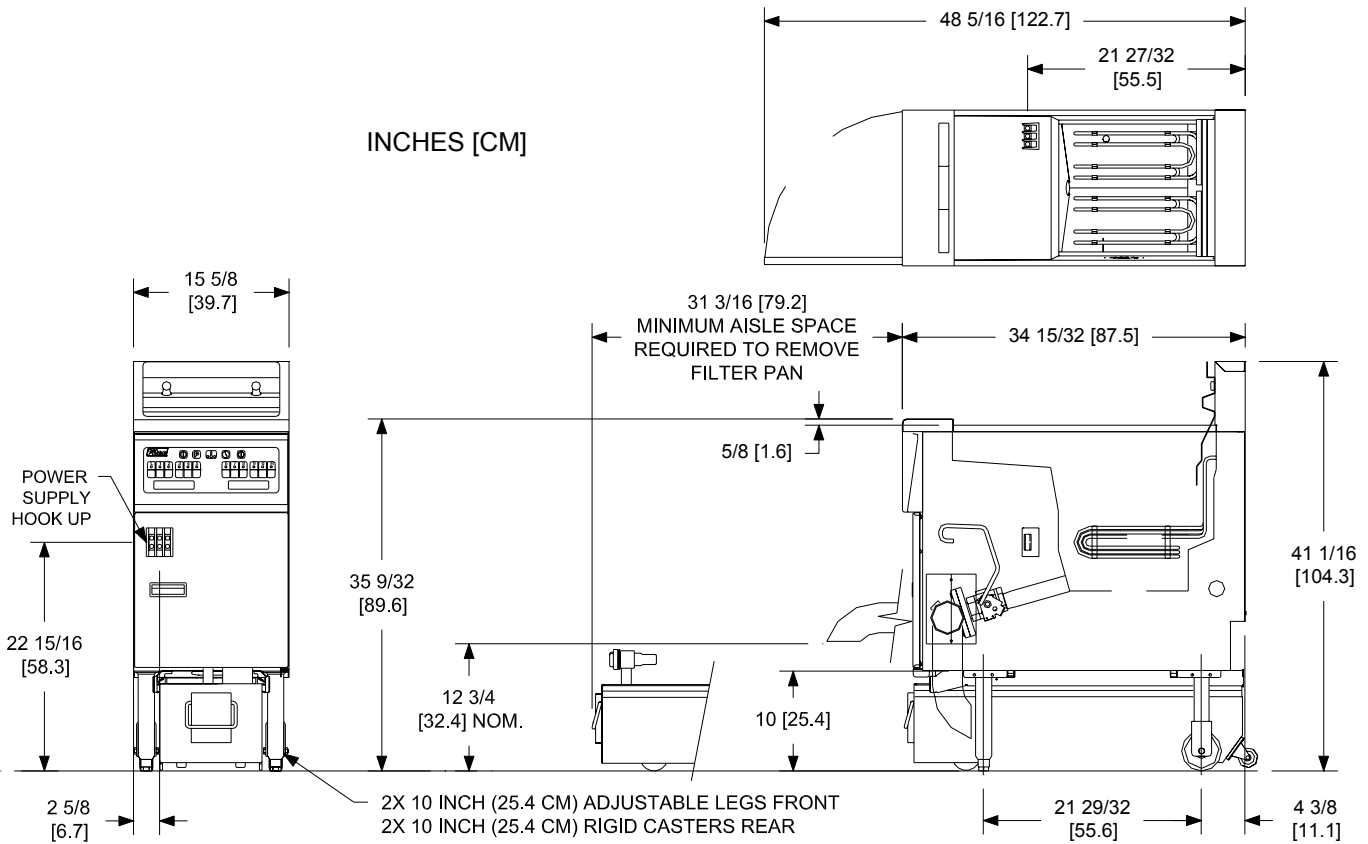 48 5/16 [122.7]
21 27/32
[55.5]
INCHES [CM]
15 5/8
[39.7]
31 3/16 [79.2]
MINIMUM AISLE SPACE
REQUIRED TO REMOVE
FILTER PAN
34 15/32 [87.5]
5/8 [1.6]
POWER
SUPPLY
HOOK UP
35 9/32
[89.6]
41 1/16
[104.3]
22 15/16
[58.3]
12 3/4
[32.4] NOM.
10 [25.4]
2 5/8
[6.7]
2X 10 INCH (25.4 CM) ADJUSTABLE LEGS FRONT
2X 10 INCH (25.4 CM) RIGID CASTERS REAR
21 29/32
[55.6]
4 3/8
[11.1]